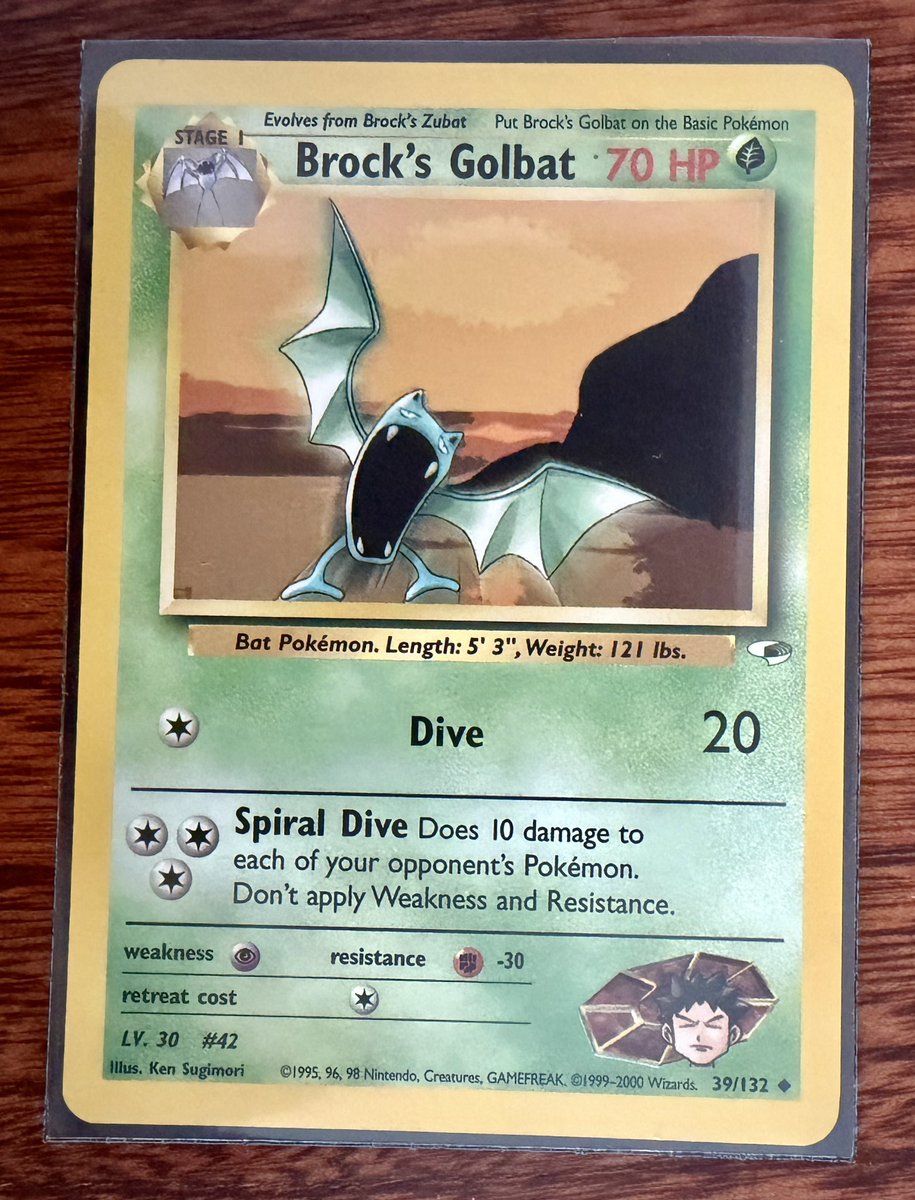 Evolves from Brock's Zubat Put Brock's Golbat on the Basic Pokémon
STAGE 1
Brock's Golbat 70 HP
Bat Pokémon. Length: 5' 3", Weight: 121 lbs.
Dive 20
Spiral Dive Does 10 damage to
each of your opponent's Pokémon.
Don't apply Weakness and Resistance.
weakness resistance -30
retreat cost
LV. 30 #42
Illus. Ken Sugimori ©1995, 96, 98 Nintendo, Creatures, GAMEFREAK. ©1999–2000 Wizards. 39/132